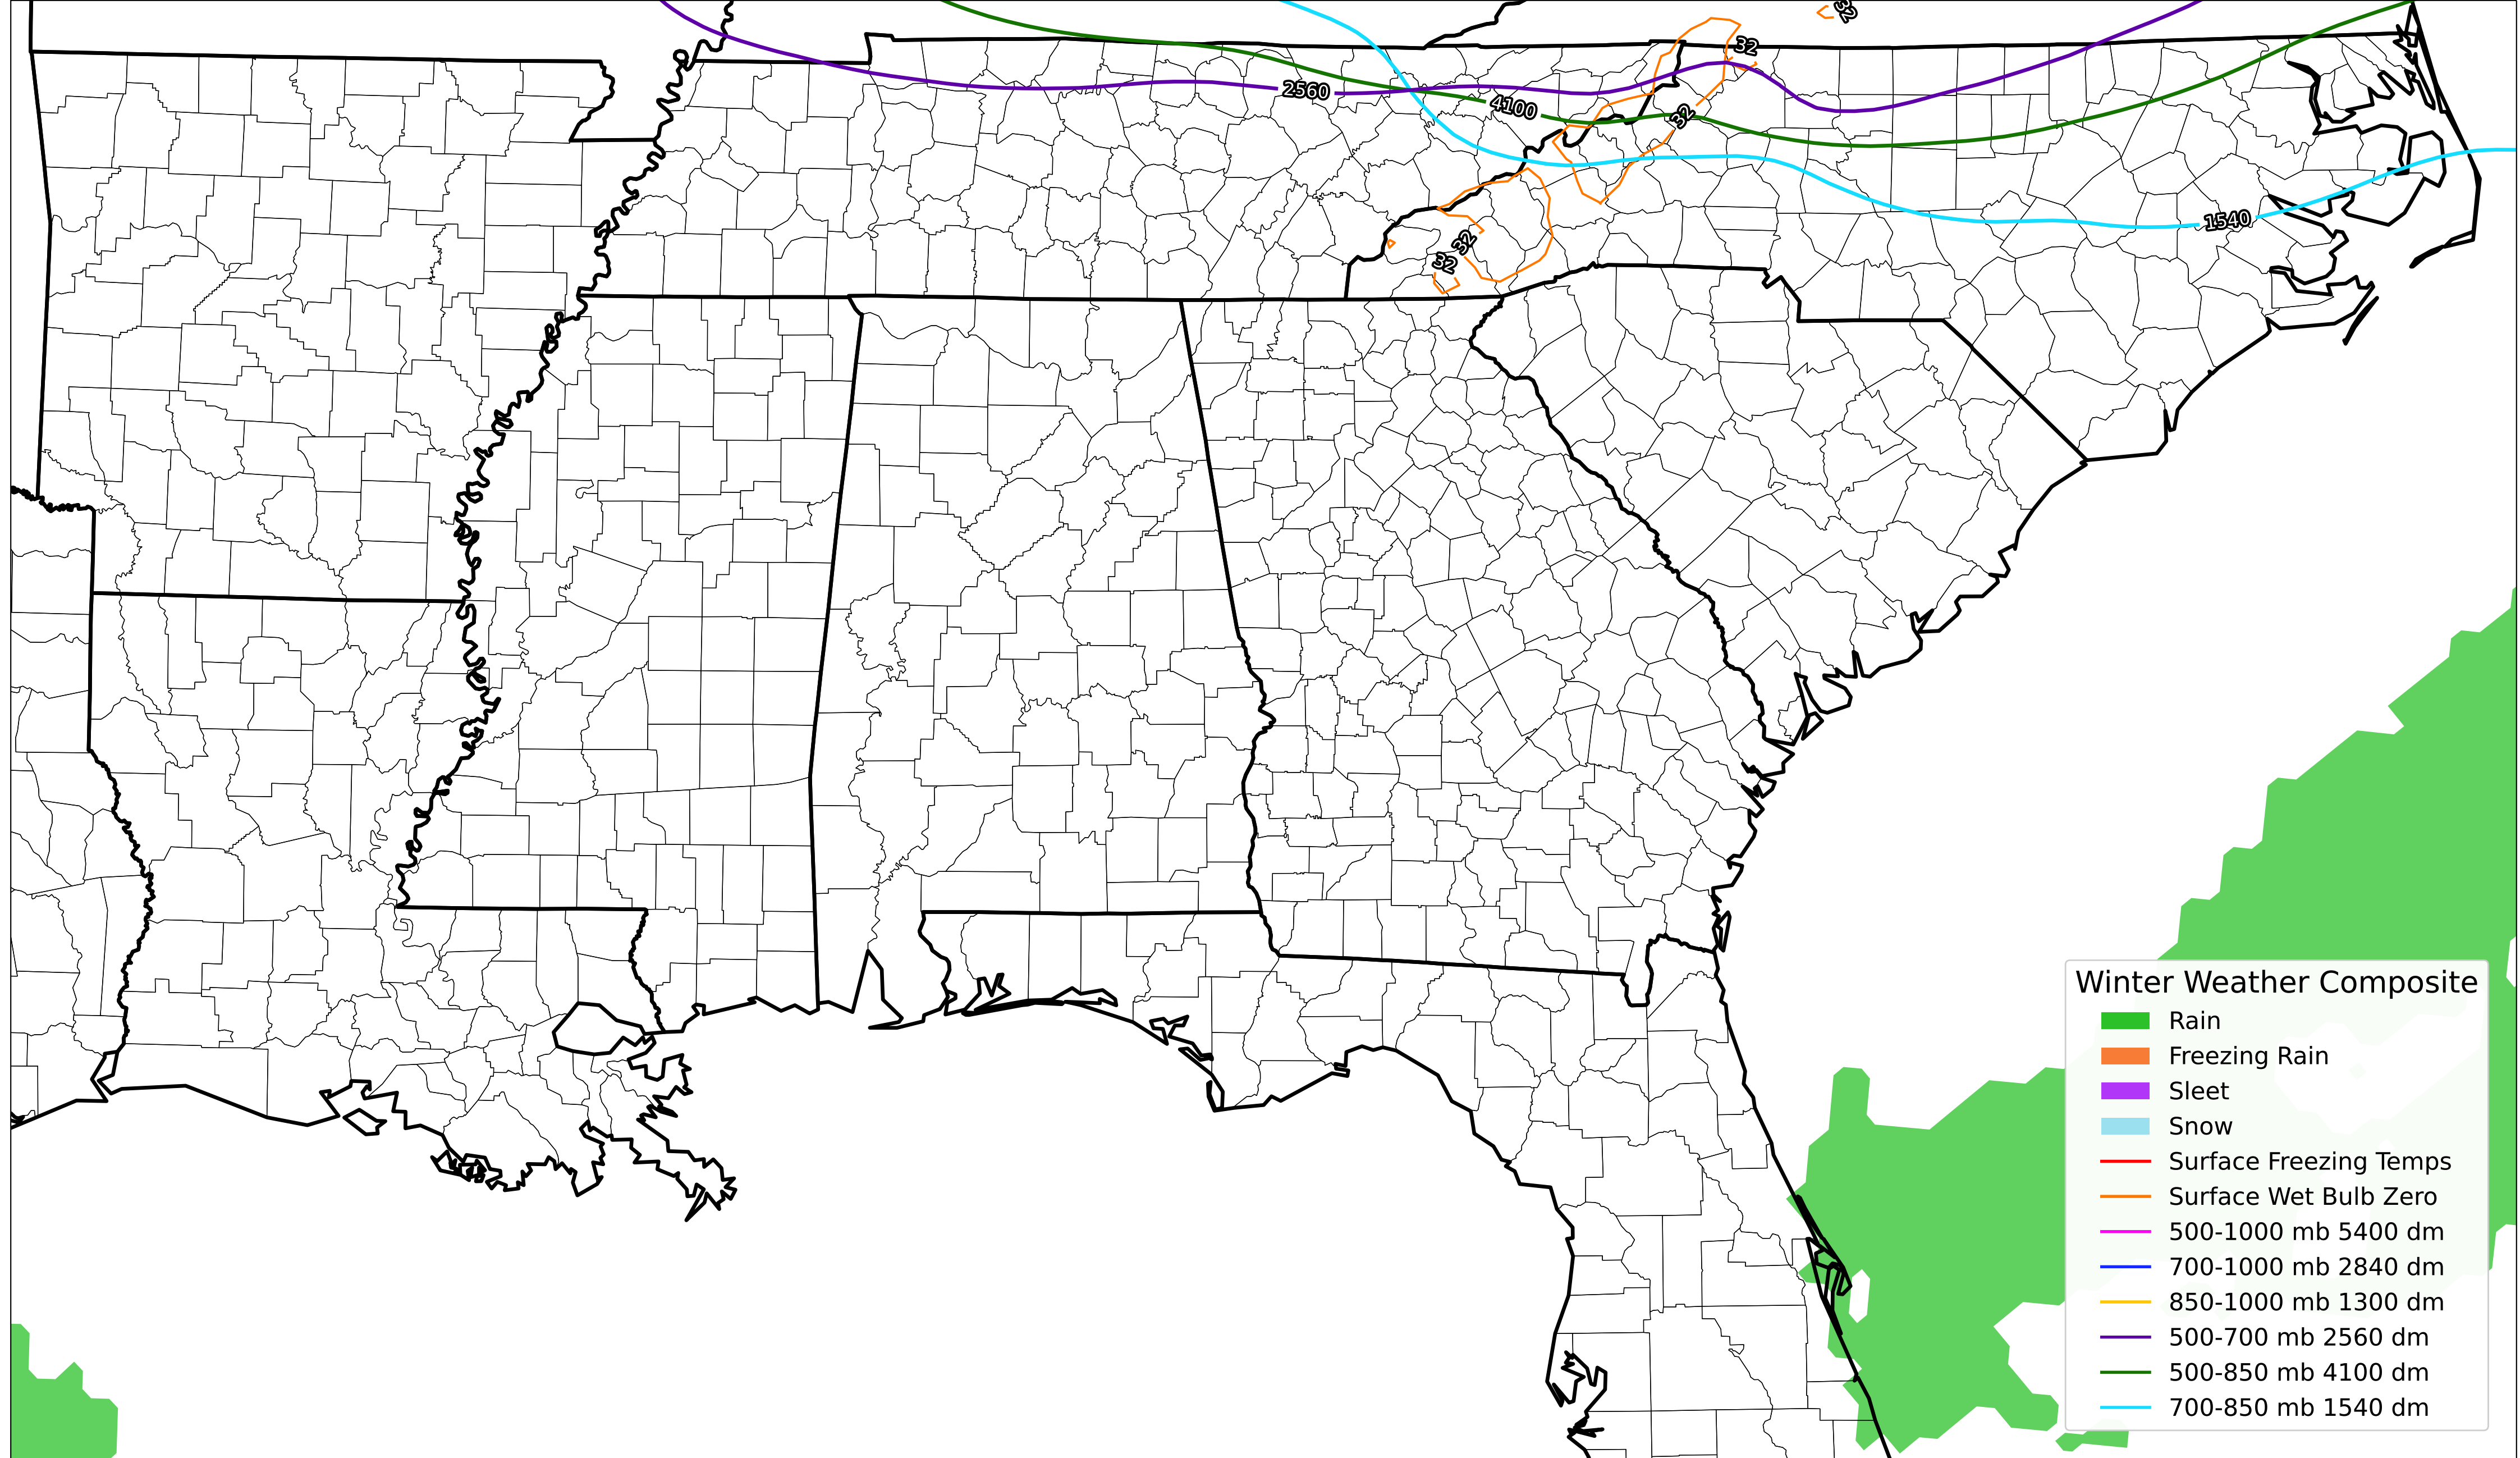 32
32
2560
4100
32
1540
32
32
Winter Weather Composite
Rain
Freezing Rain
Sleet
Snow
Surface Freezing Temps
Surface Wet Bulb Zero
500-1000 mb 5400 dm
700-1000 mb 2840 dm
850-1000 mb 1300 dm
500-700 mb 2560 dm
500-850 mb 4100 dm
700-850 mb 1540 dm